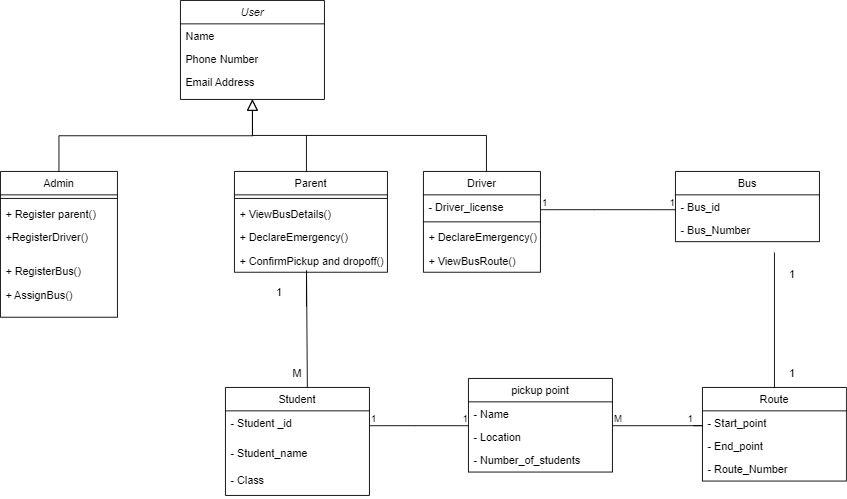 User
Name
Phone Number
Email Address
Admin
+ Register parent()
+RegisterDriver()
+ RegisterBus()
+ AssignBus()
Parent
+ ViewBusDetails()
+ DeclareEmergency()
+ ConfirmPickup and dropoff()
Driver
- Driver_license
+ DeclareEmergency()
+ ViewBusRoute()
1
1
Bus
- Bus_id
- Bus_Number
1
M
1
1
Student
- Student _id
- Student_name
- Class
1
1
pickup point
- Name
- Location
- Number_of_students
M
1
Route
- Start_point
- End_point
- Route_Number